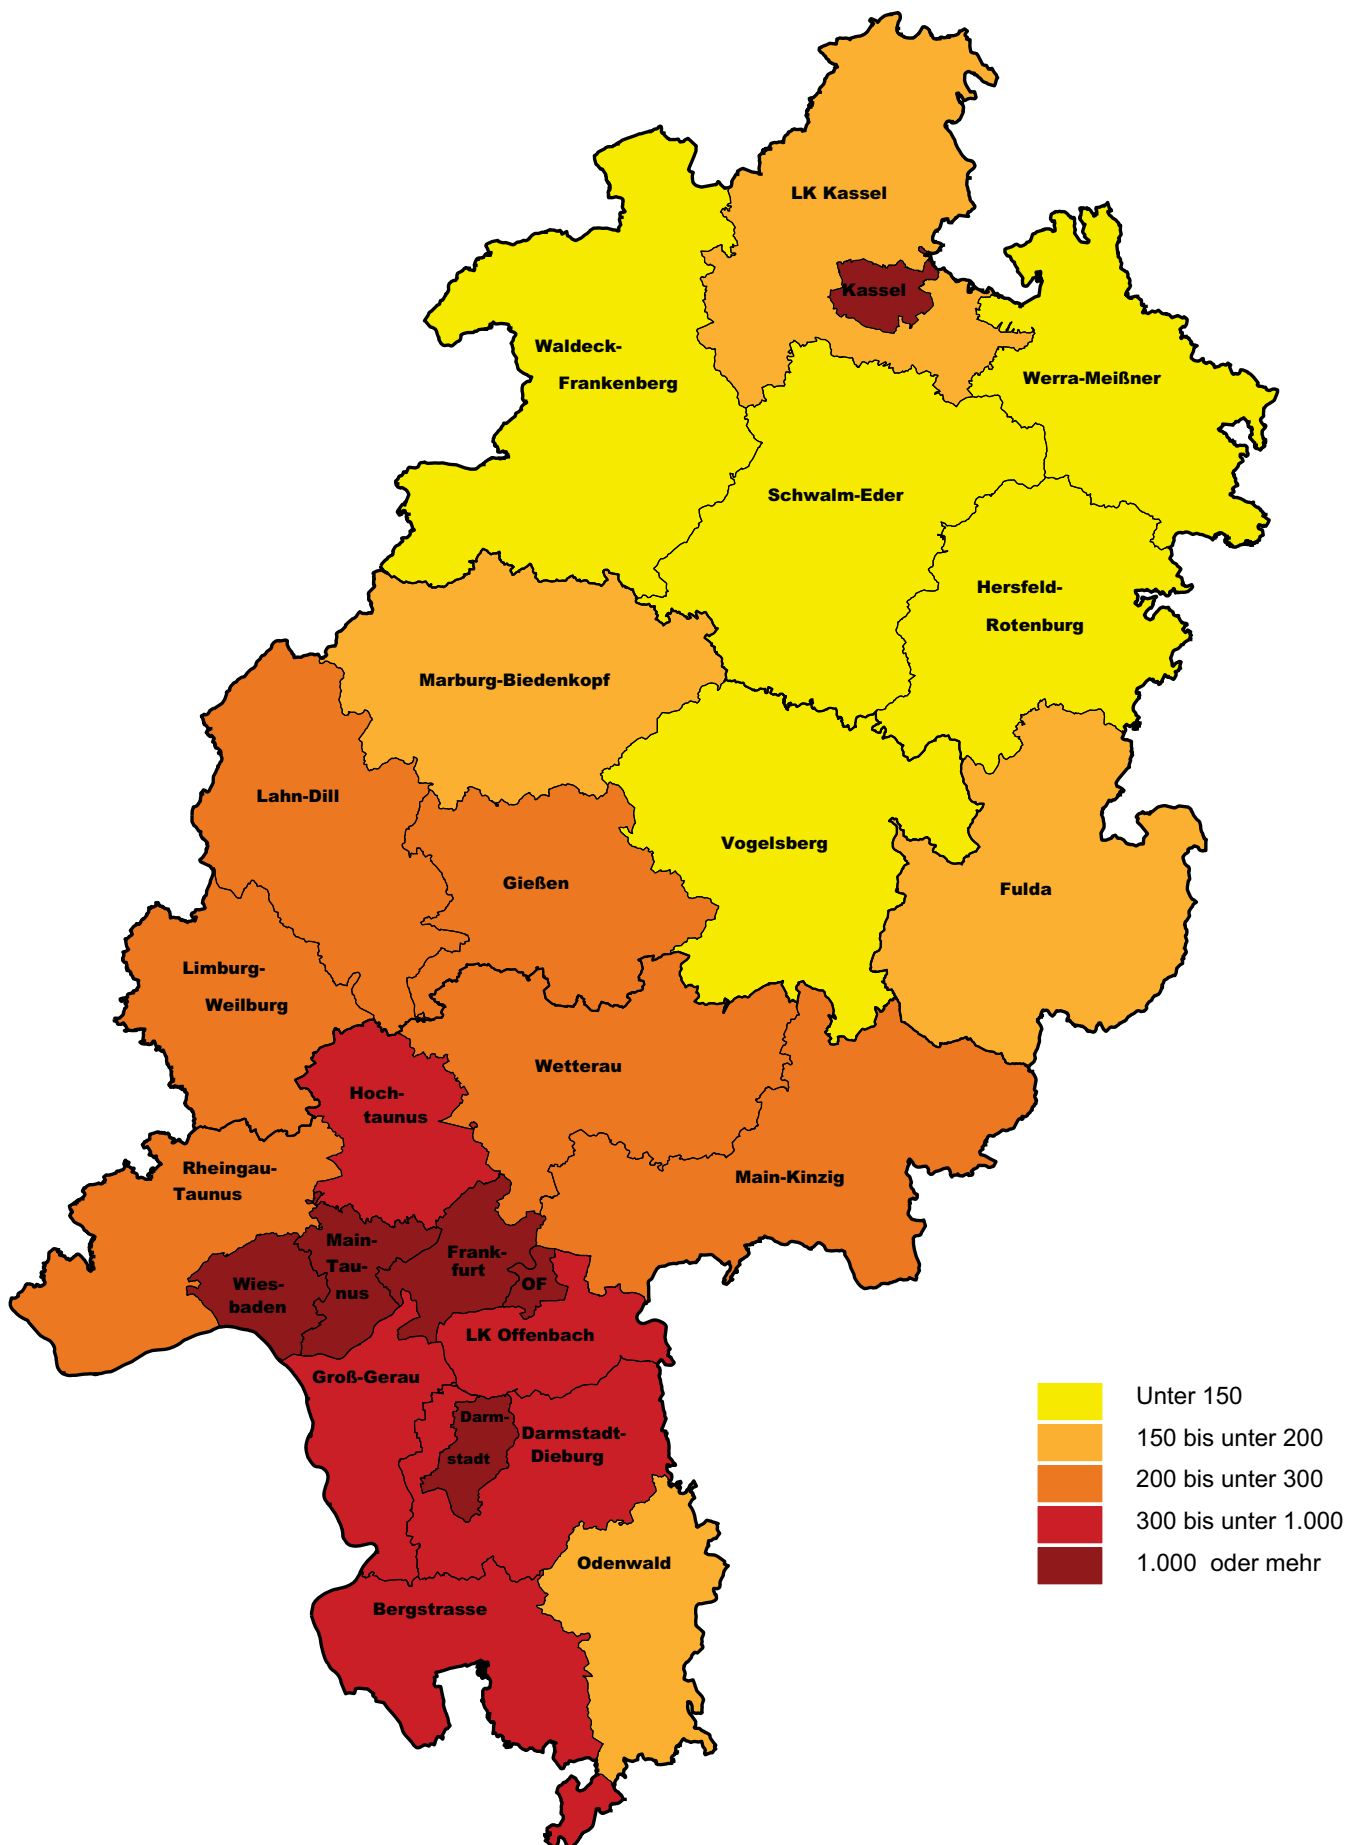 LK Kassel
Kassel
Waldeck-
Frankenberg
Werra-Meißner
Schwalm-Eder
Hersfeld-
Rotenburg
Marburg-Biedenkopf
Lahn-Dill
Vogelsberg
Gießen
Fulda
Limburg-
Weilburg
Wetterau
Hoch-
taunus
Rheingau-
Taunus
Main-Kinzig
Main-
Tau-
nus
Frank-
furt
Wies-
baden
OF
LK Offenbach
Groß-Gerau
Darm-
stadt
Darmstadt-
Dieburg
Odenwald
Bergstrasse
Unter 150
150 bis unter 200
200 bis unter 300
300 bis unter 1.000
1.000 oder mehr